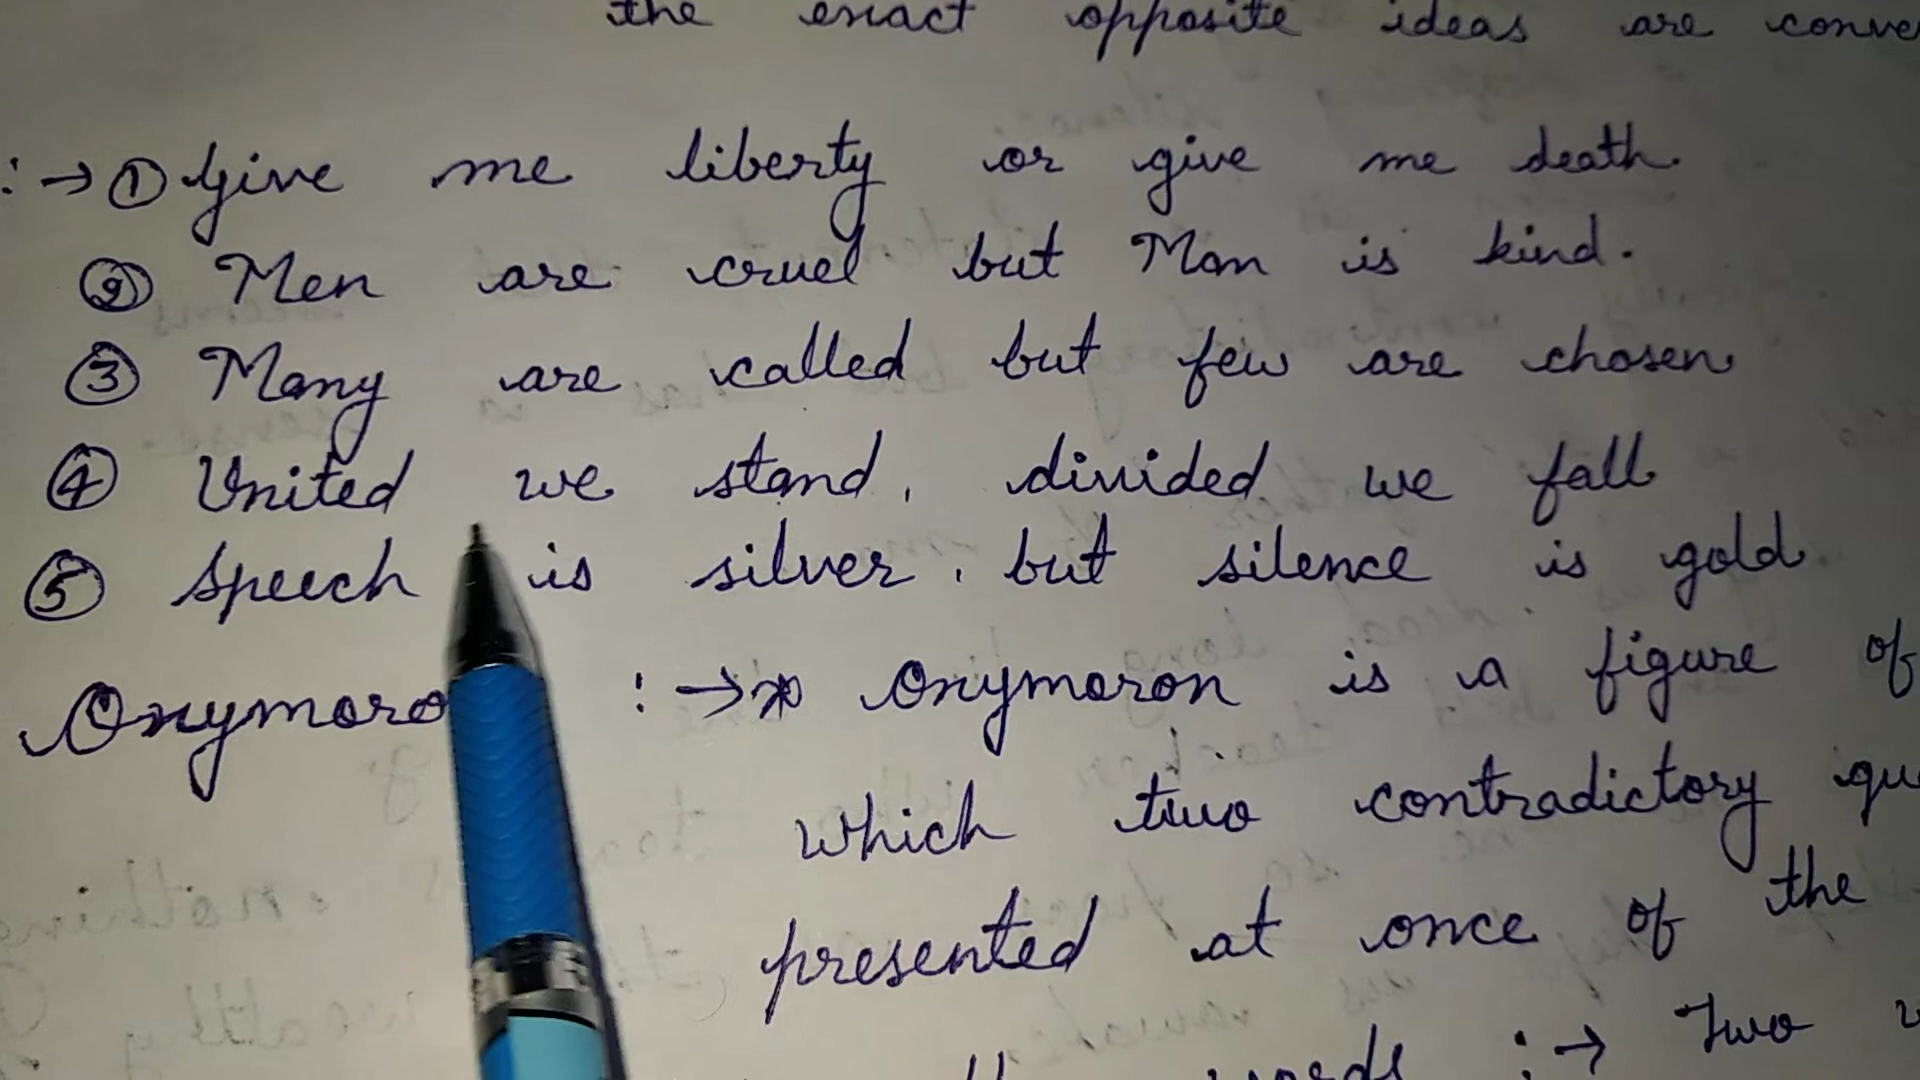 the exact opposite ideas are conve
:→ ① Give me liberty or give me death.
② Men are cruel but Man is kind.
③ Many are called but few are chosen
④ United we stand, divided we fall
⑤ Speech is silver, but silence is gold.
Oxymoro :→* Oxymoron is a figure of
which two contradictory qu
presented at once of the
words :→ Two